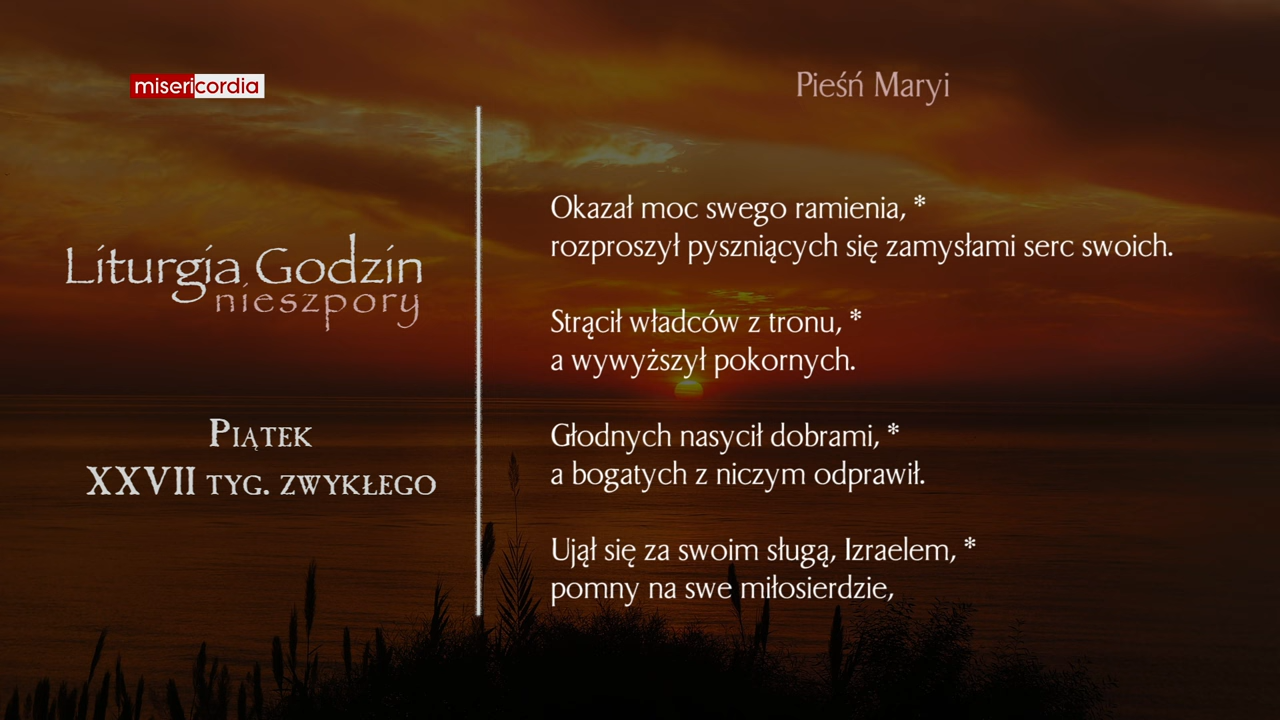 misericordia
Liturgia Godzin
nieszpory
Piątek
XXVII tyg. zwykłego
Pieśń Maryi
Okazał moc swego ramienia, *
rozproszył pyszniących się zamysłami serc swoich.
Strącił władców z tronu, *
a wywyższył pokornych.
Głodnych nasycił dobrami, *
a bogatych z niczym odprawił.
Ujął się za swoim sługą, Izraelem, *
pomny na swe miłosierdzie,